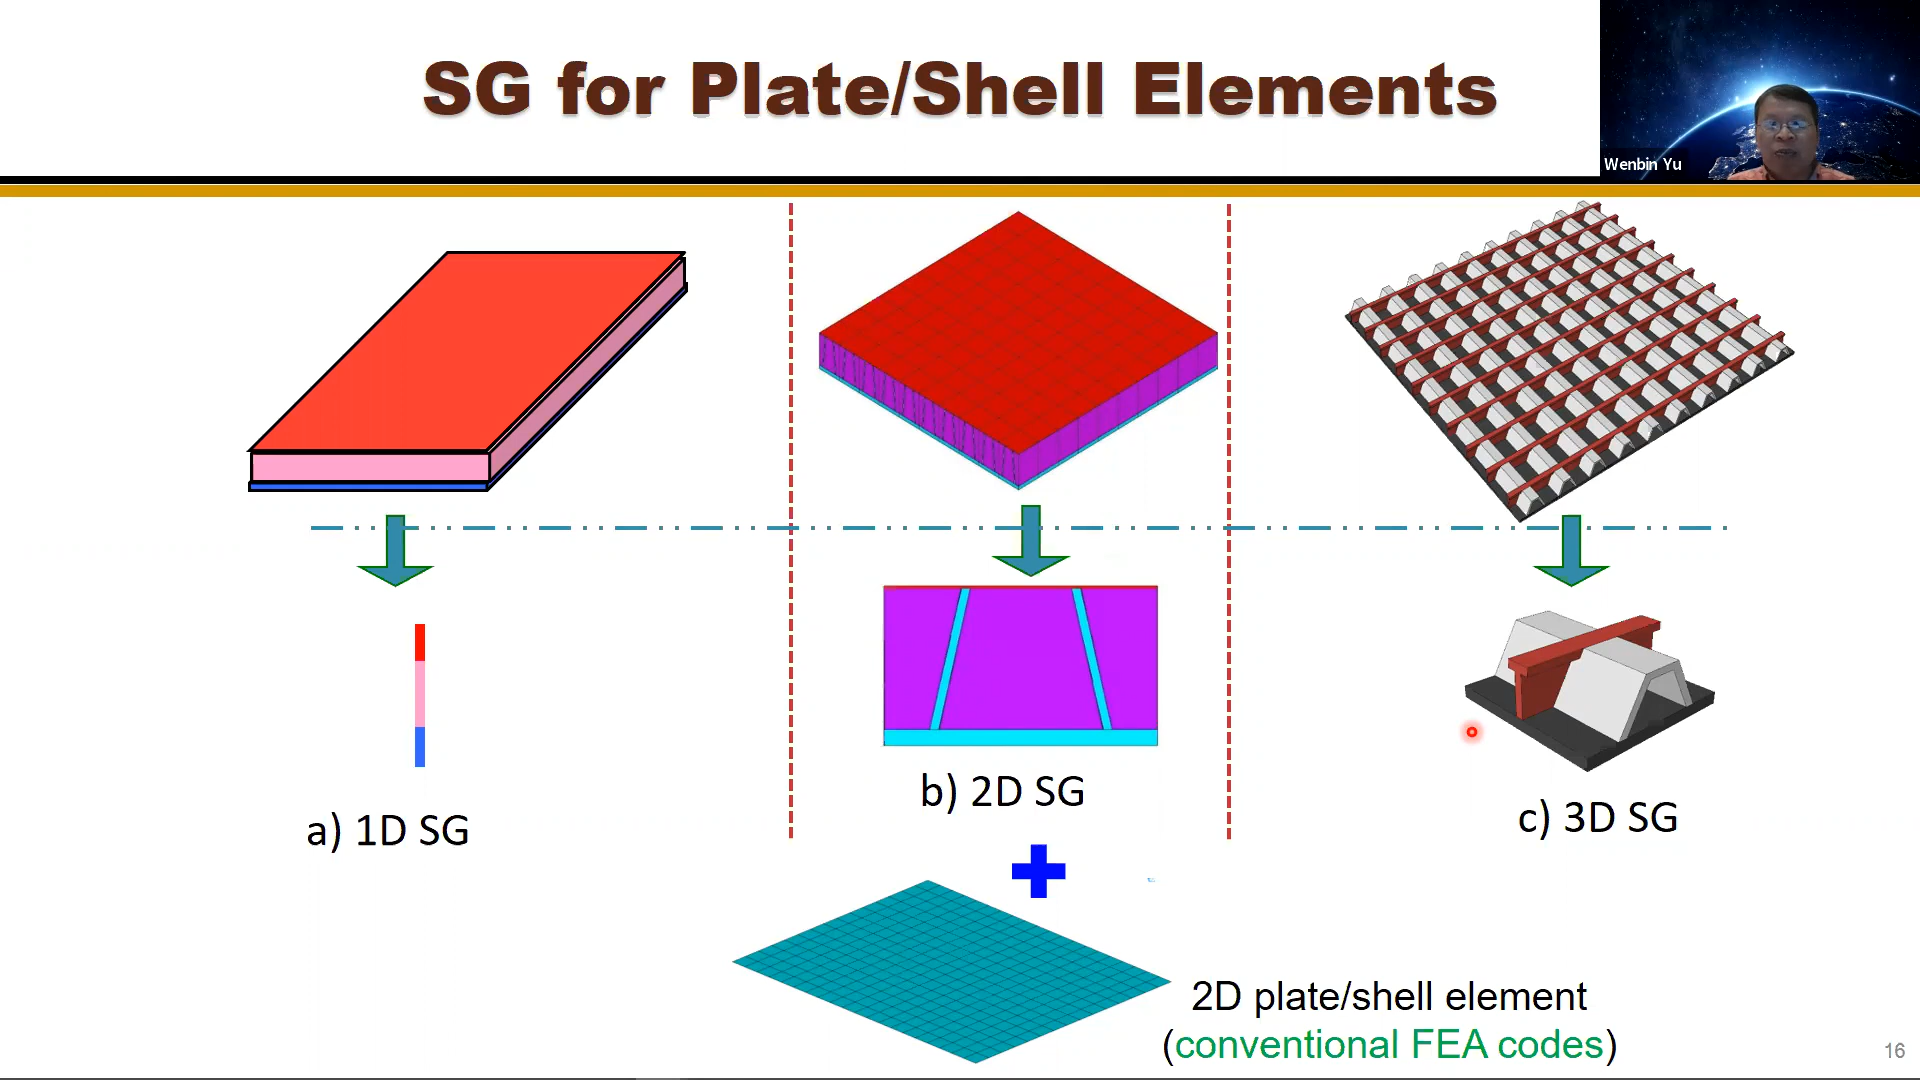 SG for Plate/Shell Elements
Wenbin Yu
a) 1D SG
b) 2D SG
c) 3D SG
2D plate/shell element
(conventional FEA codes)
16